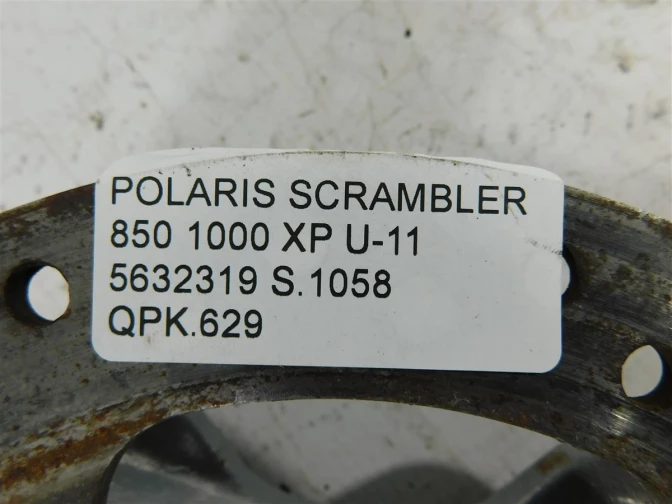 POLARIS SCRAMBLER
850 1000 XP U-11
5632319 S.1058
QPK.629